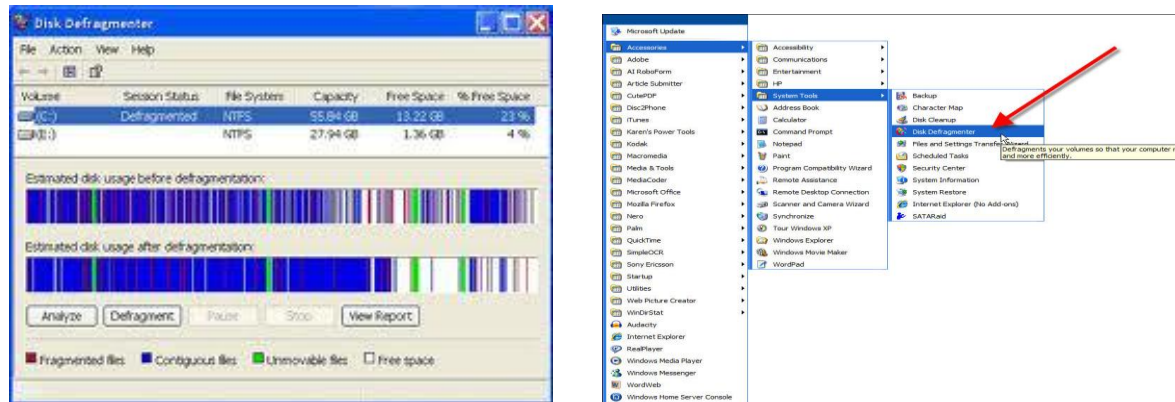 Disk Defragmenter
File Action View Help
Volume Session Status File System Capacity Free Space % Free Space
(C:) Defragmented NTFS 55.84 GB 13.22 GB 23 %
NTFS 27.94 GB 1.36 GB 4 %
Estimated disk usage before defragmentation:
Estimated disk usage after defragmentation:
Analyze Defragment Pause Stop View Report
Fragmented files Contiguous files Unmovable files Free space
Microsoft Update
Accessories
Adobe
AI RoboForm
Article Submitter
CutePDF
Disc2Phone
iTunes
Karen's Power Tools
Kodak
Macromedia
Media & Tools
MediaCoder
Microsoft Office
Mozilla Firefox
Nero
Palm
QuickTime
SimpleOCR
Sony Ericsson
Startup
Utilities
Web Picture Creator
WinDirStat
Audacity
Internet Explorer
RealPlayer
Windows Media Player
Windows Messenger
WordWeb
Windows Home Server Console
Accessibility
Communications
Entertainment
HP
System Tools
Address Book
Calculator
Command Prompt
Notepad
Paint
Program Compatibility Wizard
Remote Assistance
Remote Desktop Connection
Scanner and Camera Wizard
Synchronize
Tour Windows XP
Windows Explorer
Windows Movie Maker
WordPad
Backup
Character Map
Disk Cleanup
Disk Defragmenter
Files and Settings Transfer Wizard
Scheduled Tasks
Security Center
System Information
System Restore
Internet Explorer (No Add-ons)
SATARaid
Defragments your volumes so that your computer
and more efficiently.